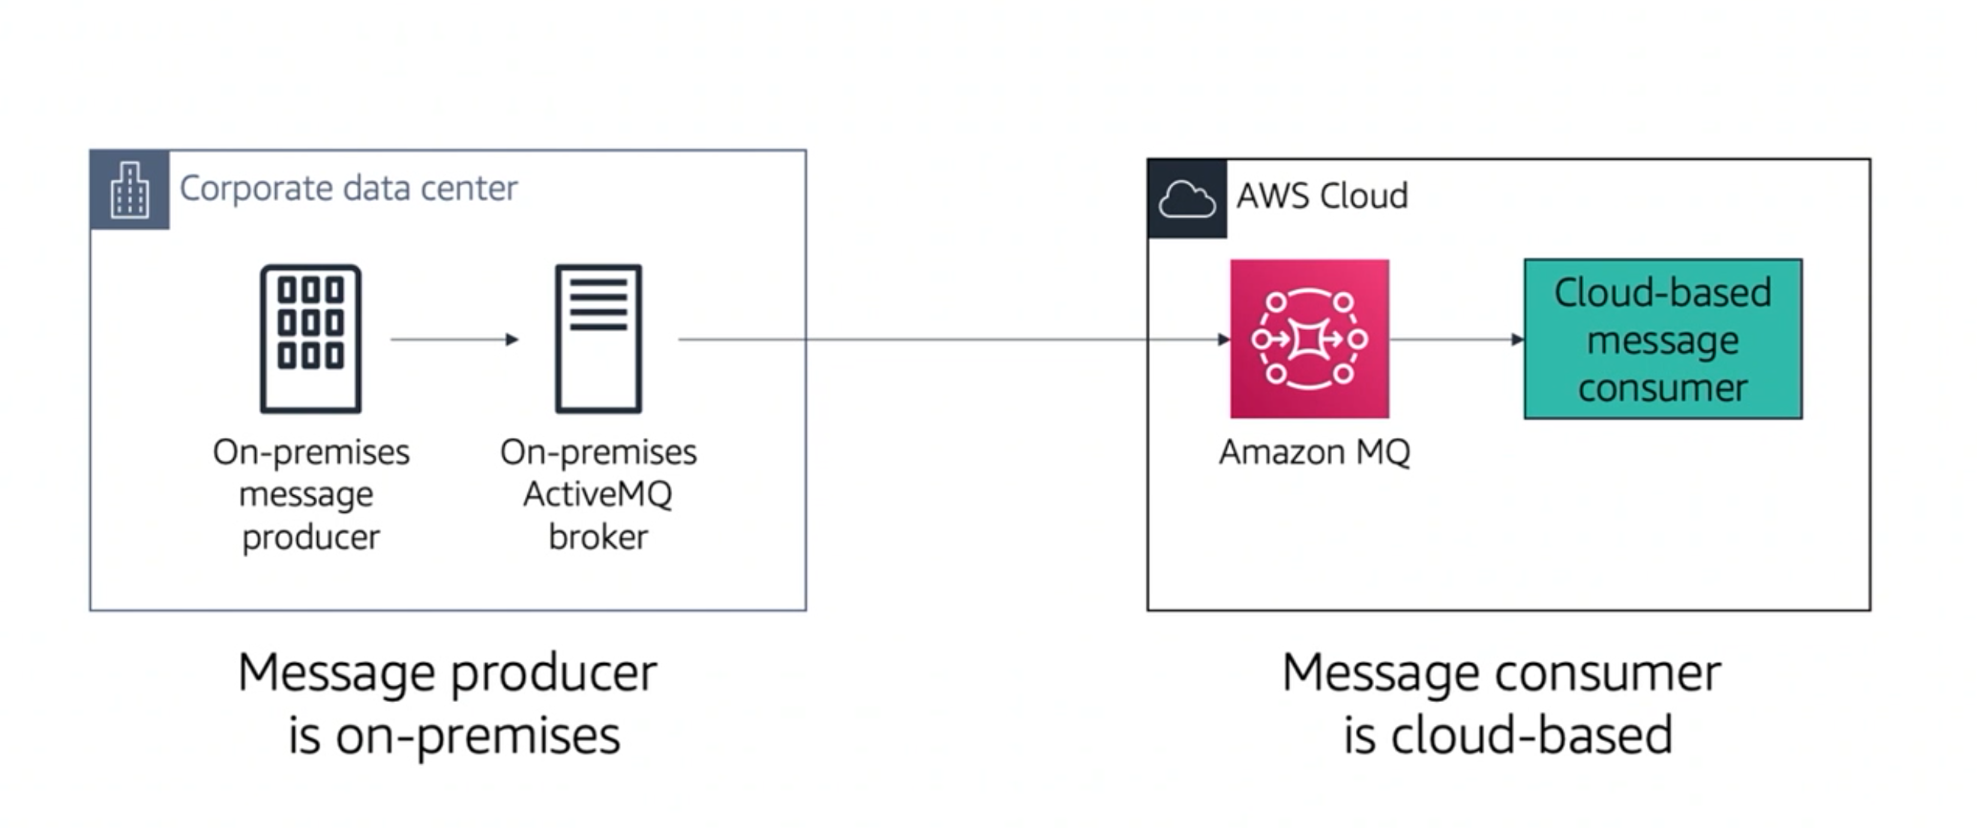 Corporate data center
On-premises
message
producer
On-premises
ActiveMQ
broker
Message producer
is on-premises
AWS Cloud
Amazon MQ
Cloud-based
message
consumer
Message consumer
is cloud-based